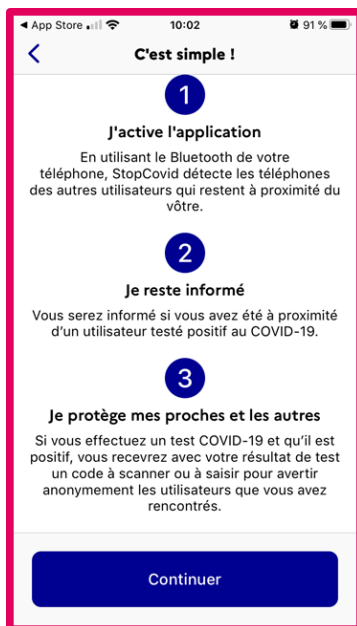 App Store 10:02 91 %
C'est simple !
1
J'active l'application
En utilisant le Bluetooth de votre
téléphone, StopCovid détecte les téléphones
des autres utilisateurs qui restent à proximité du
vôtre.
2
Je reste informé
Vous serez informé si vous avez été à proximité
d'un utilisateur testé positif au COVID-19.
3
Je protège mes proches et les autres
Si vous effectuez un test COVID-19 et qu'il est
positif, vous recevrez avec votre résultat de test
un code à scanner ou à saisir pour avertir
anonymement les utilisateurs que vous avez
rencontrés.
Continuer